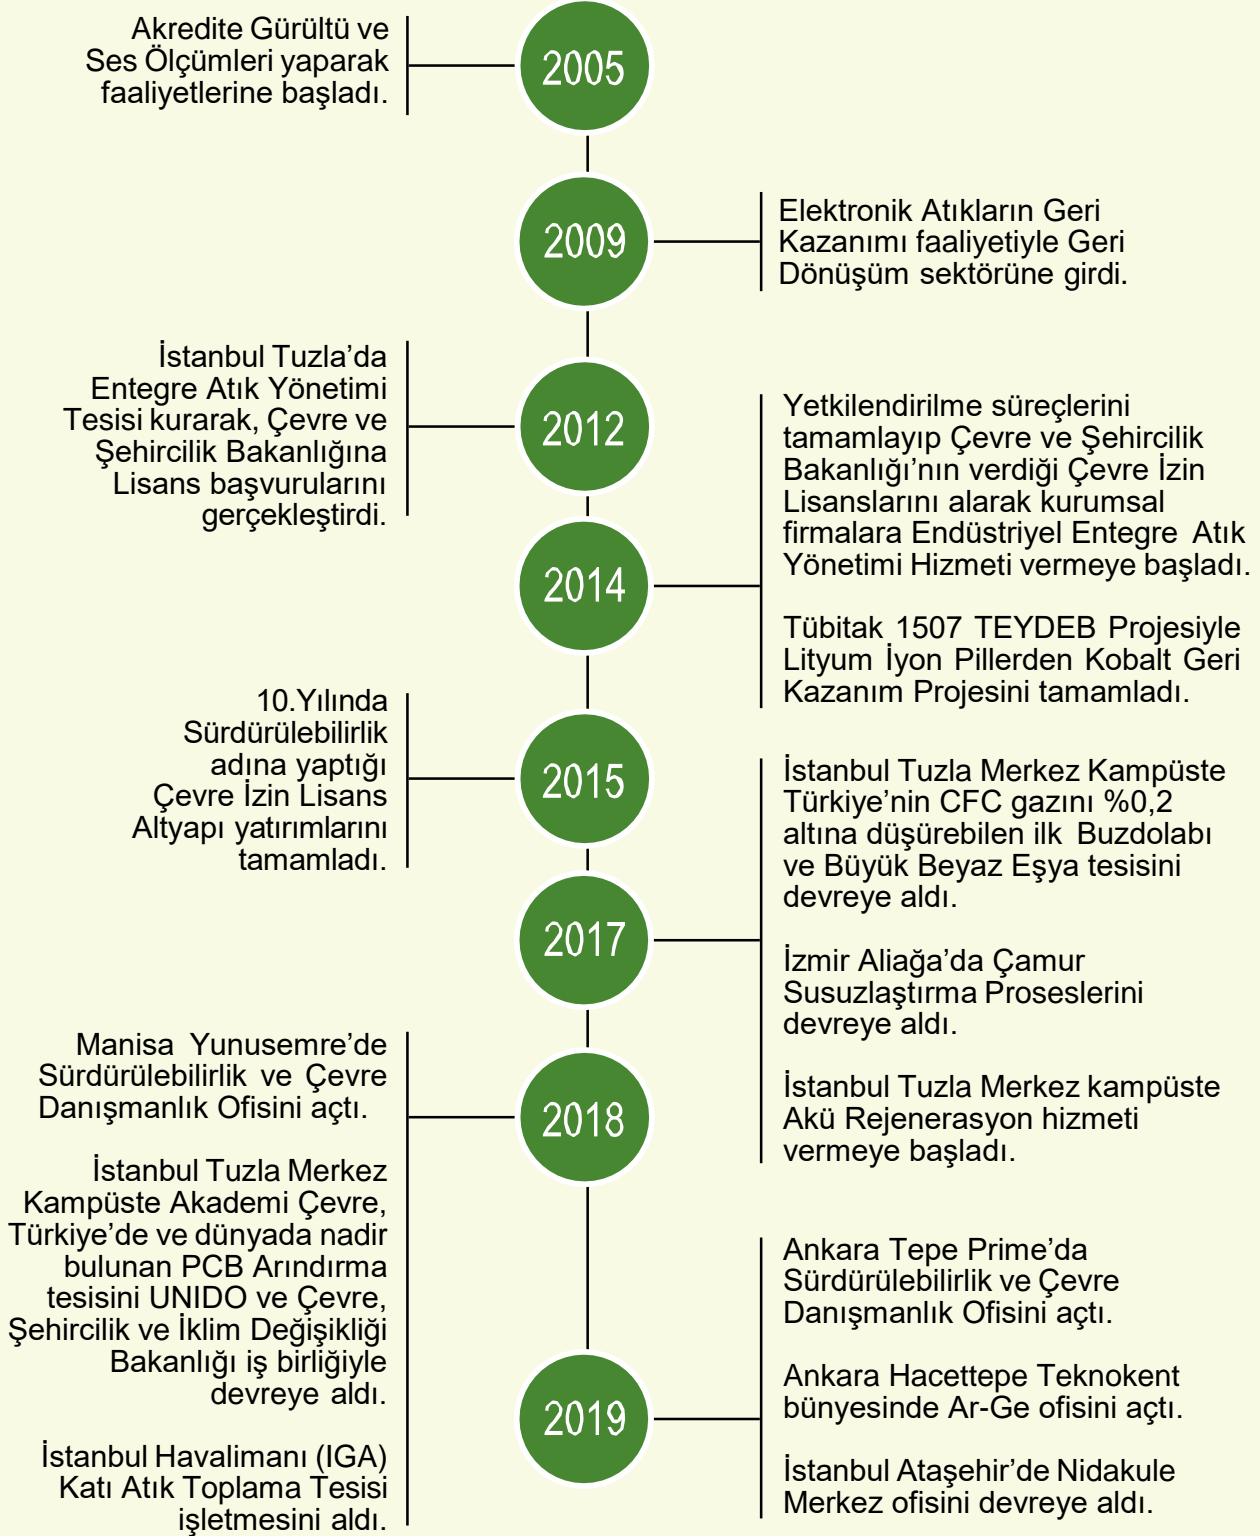 Akredite Gürültü ve
Ses Ölçümleri yaparak
faaliyetlerine başladı.
2005
2009
Elektronik Atıkların Geri
Kazanımı faaliyetiyle Geri
Dönüşüm sektörüne girdi.
İstanbul Tuzla’da
Entegre Atık Yönetimi
Tesisi kurarak, Çevre ve
Şehircilik Bakanlığına
Lisans başvurularını
gerçekleştirdi.
2012
2014
Yetkilendirilme süreçlerini
tamamlayıp Çevre ve Şehircilik
Bakanlığı’nın verdiği Çevre İzin
Lisanslarını alarak kurumsal
firmalara Endüstriyel Entegre Atık
Yönetimi Hizmeti vermeye başladı.
Tübitak 1507 TEYDEB Projesiyle
Lityum İyon Pillerden Kobalt Geri
Kazanım Projesini tamamladı.
10.Yılında
Sürdürülebilirlik
adına yaptığı
Çevre İzin Lisans
Altyapı yatırımlarını
tamamladı.
2015
2017
İstanbul Tuzla Merkez Kampüste
Türkiye’nin CFC gazını %0,2
altına düşürebilen ilk Buzdolabı
ve Büyük Beyaz Eşya tesisini
devreye aldı.
İzmir Aliağa’da Çamur
Susuzlaştırma Proseslerini
devreye aldı.
İstanbul Tuzla Merkez kampüste
Akü Rejenerasyon hizmeti
vermeye başladı.
Manisa Yunusemre’de
Sürdürülebilirlik ve Çevre
Danışmanlık Ofisini açtı.
İstanbul Tuzla Merkez
Kampüste Akademi Çevre,
Türkiye’de ve dünyada nadir
bulunan PCB Arındırma
tesisini UNIDO ve Çevre,
Şehircilik ve İklim Değişikliği
Bakanlığı iş birliğiyle
devreye aldı.
İstanbul Havalimanı (IGA)
Katı Atık Toplama Tesisi
işletmesini aldı.
2018
2019
Ankara Tepe Prime’da
Sürdürülebilirlik ve Çevre
Danışmanlık Ofisini açtı.
Ankara Hacettepe Teknokent
bünyesinde Ar-Ge ofisini açtı.
İstanbul Ataşehir’de Nidakule
Merkez ofisini devreye aldı.